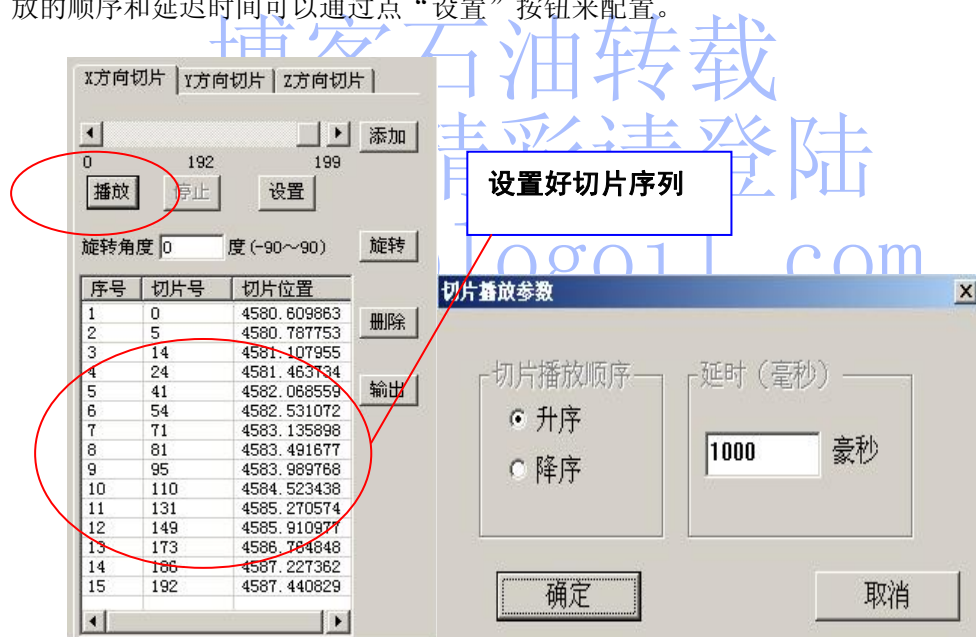 放的顺序和延迟时间可以通过点“设置”按钮来配置。
博客石油转载
精彩请登陆
logoil. com
X方向切片 Y方向切片 Z方向切片
添加
0 192 199
播放 停止 设置
设置好切片序列
旋转角度 0 度(-90～90) 旋转
序号 切片号 切片位置
1 0 4580.609863
2 5 4580.787753
3 14 4581.107955
4 24 4581.463734
5 41 4582.068559
6 54 4582.531072
7 71 4583.135898
8 81 4583.491677
9 95 4583.989768
10 110 4584.523438
11 131 4585.270574
12 149 4585.910977
13 173 4586.764848
14 186 4587.227362
15 192 4587.440829
删除
输出
切片播放参数
切片播放顺序
升序
降序
延时（毫秒）
1000 豪秒
确定 取消